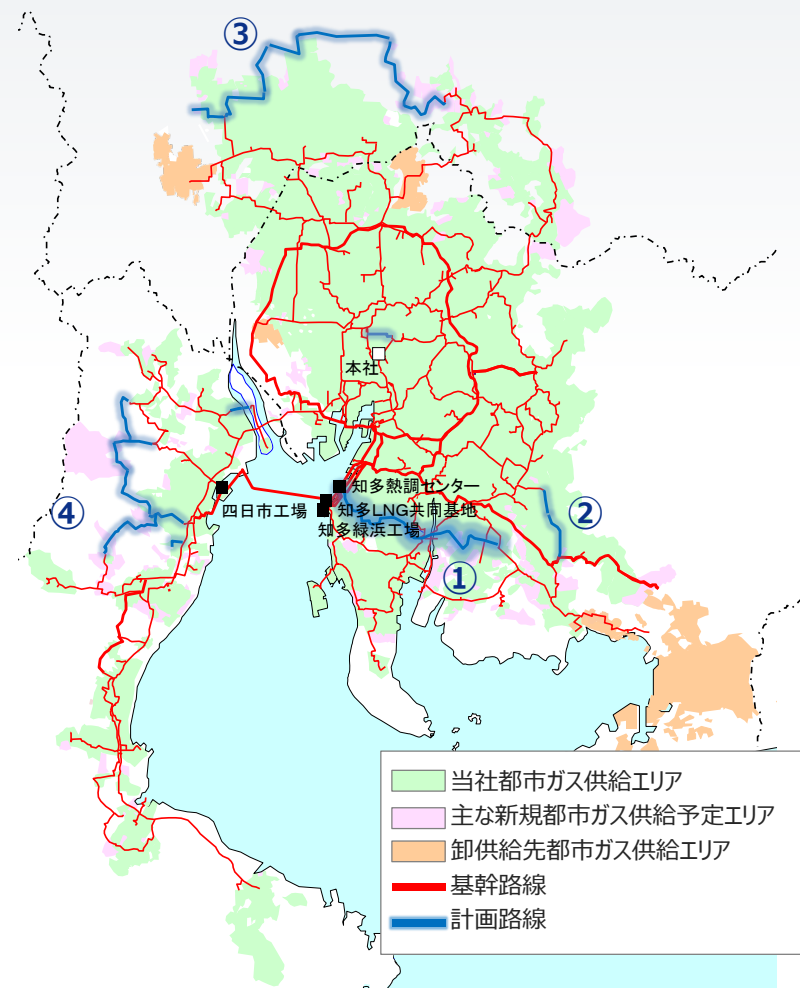 ③
本社
知多熱調センター
四日市工場
知多LNG共同基地
知多緑浜工場
④
②
①
当社都市ガス供給エリア
主な新規都市ガス供給予定エリア
卸供給先都市ガス供給エリア
基幹路線
計画路線